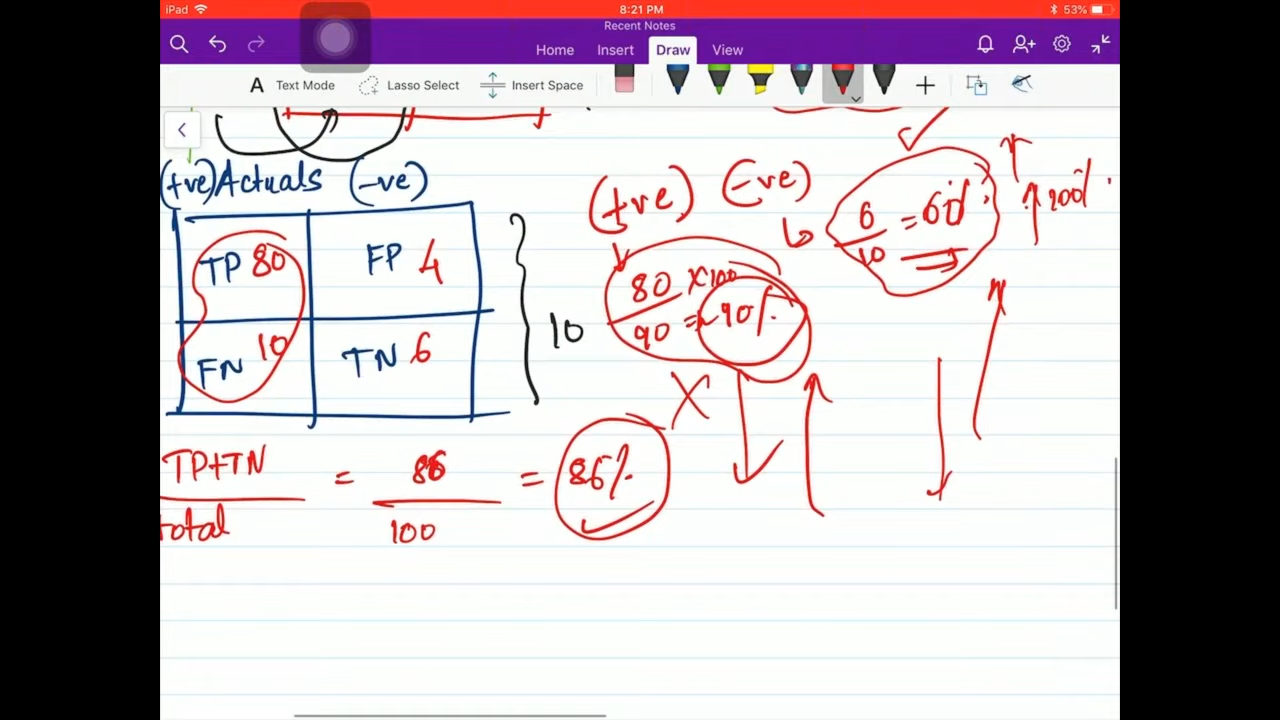 iPad 8:21 PM 53%
Recent Notes
Home Insert Draw View
A Text Mode Lasso Select Insert Space
(+ve) Actuals (-ve)
TP 80 FP 4
FN 10 TN 6
10
(+ve) (-ve)
6/10 = 60%
100%
80/90 × 100 = ~90%
X
TP+TN/total = 86/100 = 86%